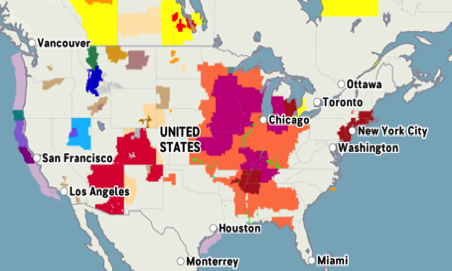 Vancouver
Ottawa
Toronto
Chicago
New York City
UNITED
STATES
Washington
San Francisco
Los Angeles
Houston
Monterrey
Miami